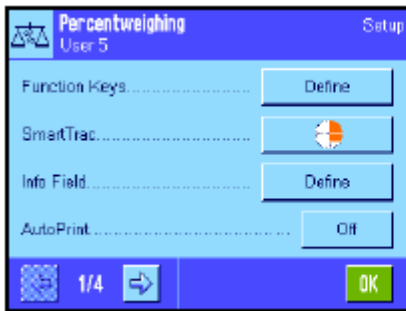 Percentweighing
Setup
User 5
Function Keys
Define
SmartTrac
Info Field
Define
AutoPrint
Off
1/4
OK